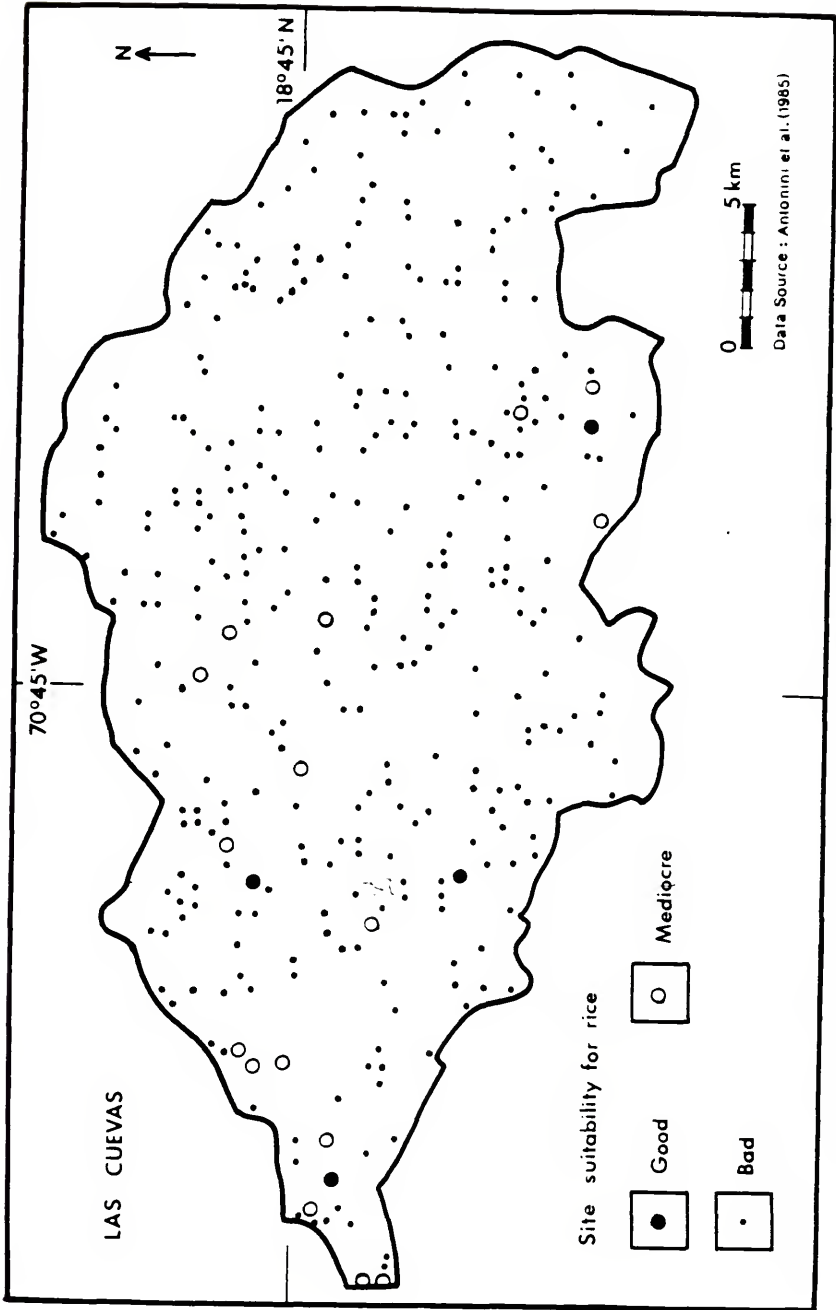 LAS CUEVAS
70°45'W
N
18°45'N
Site suitability for rice
Good
Mediocre
Bad
0 5 km
Data Source : Antonini et al. (1985)